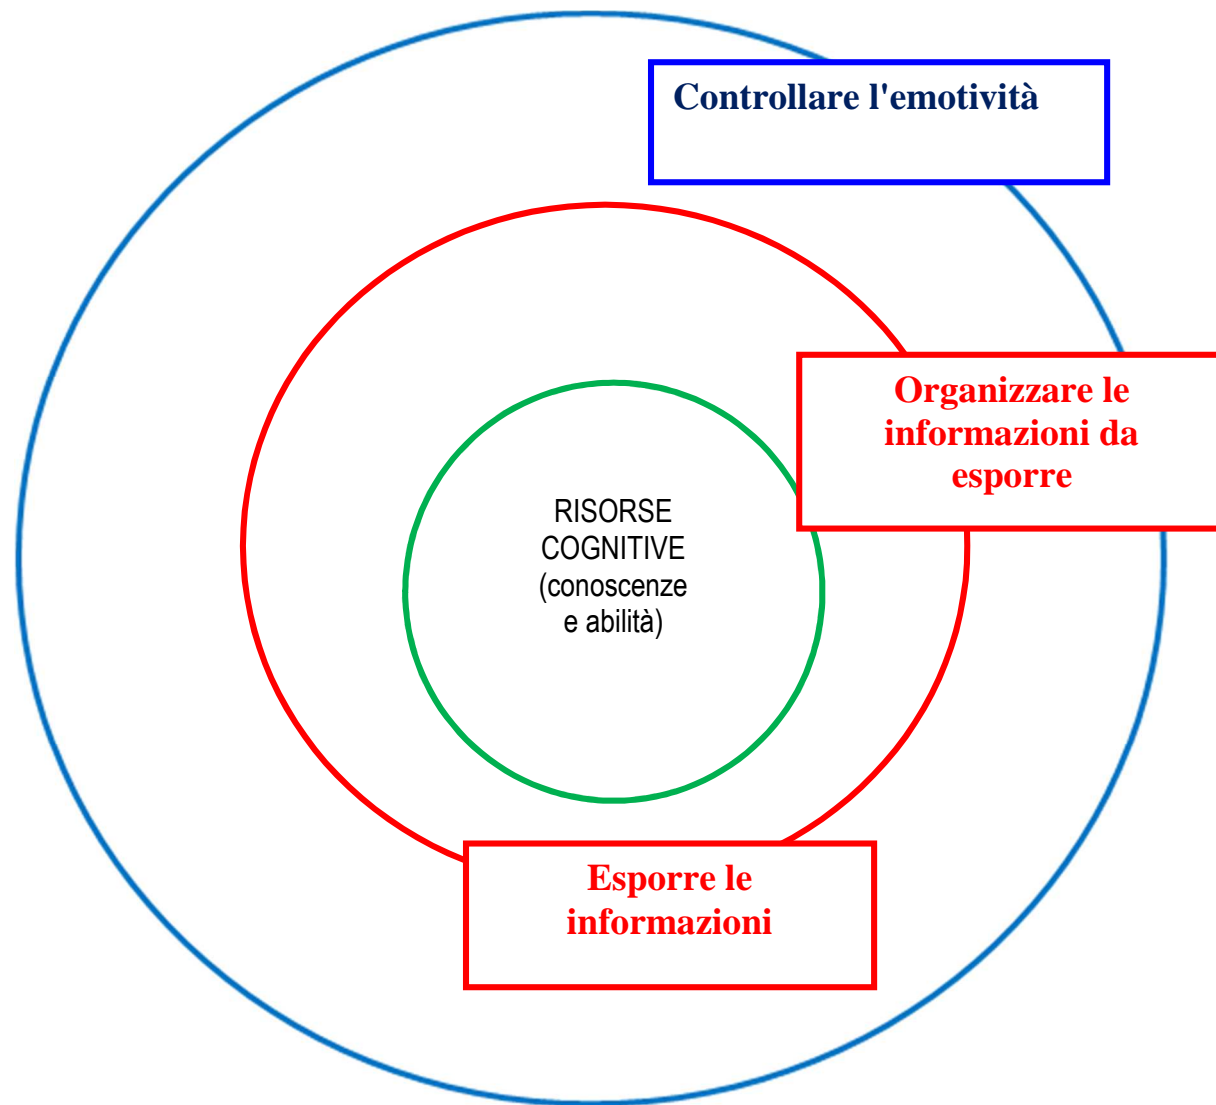 Controllare l'emotività
Organizzare le
informazioni da
esporre
RISORSE
COGNITIVE
(conoscenze
e abilità)
Esporre le
informazioni